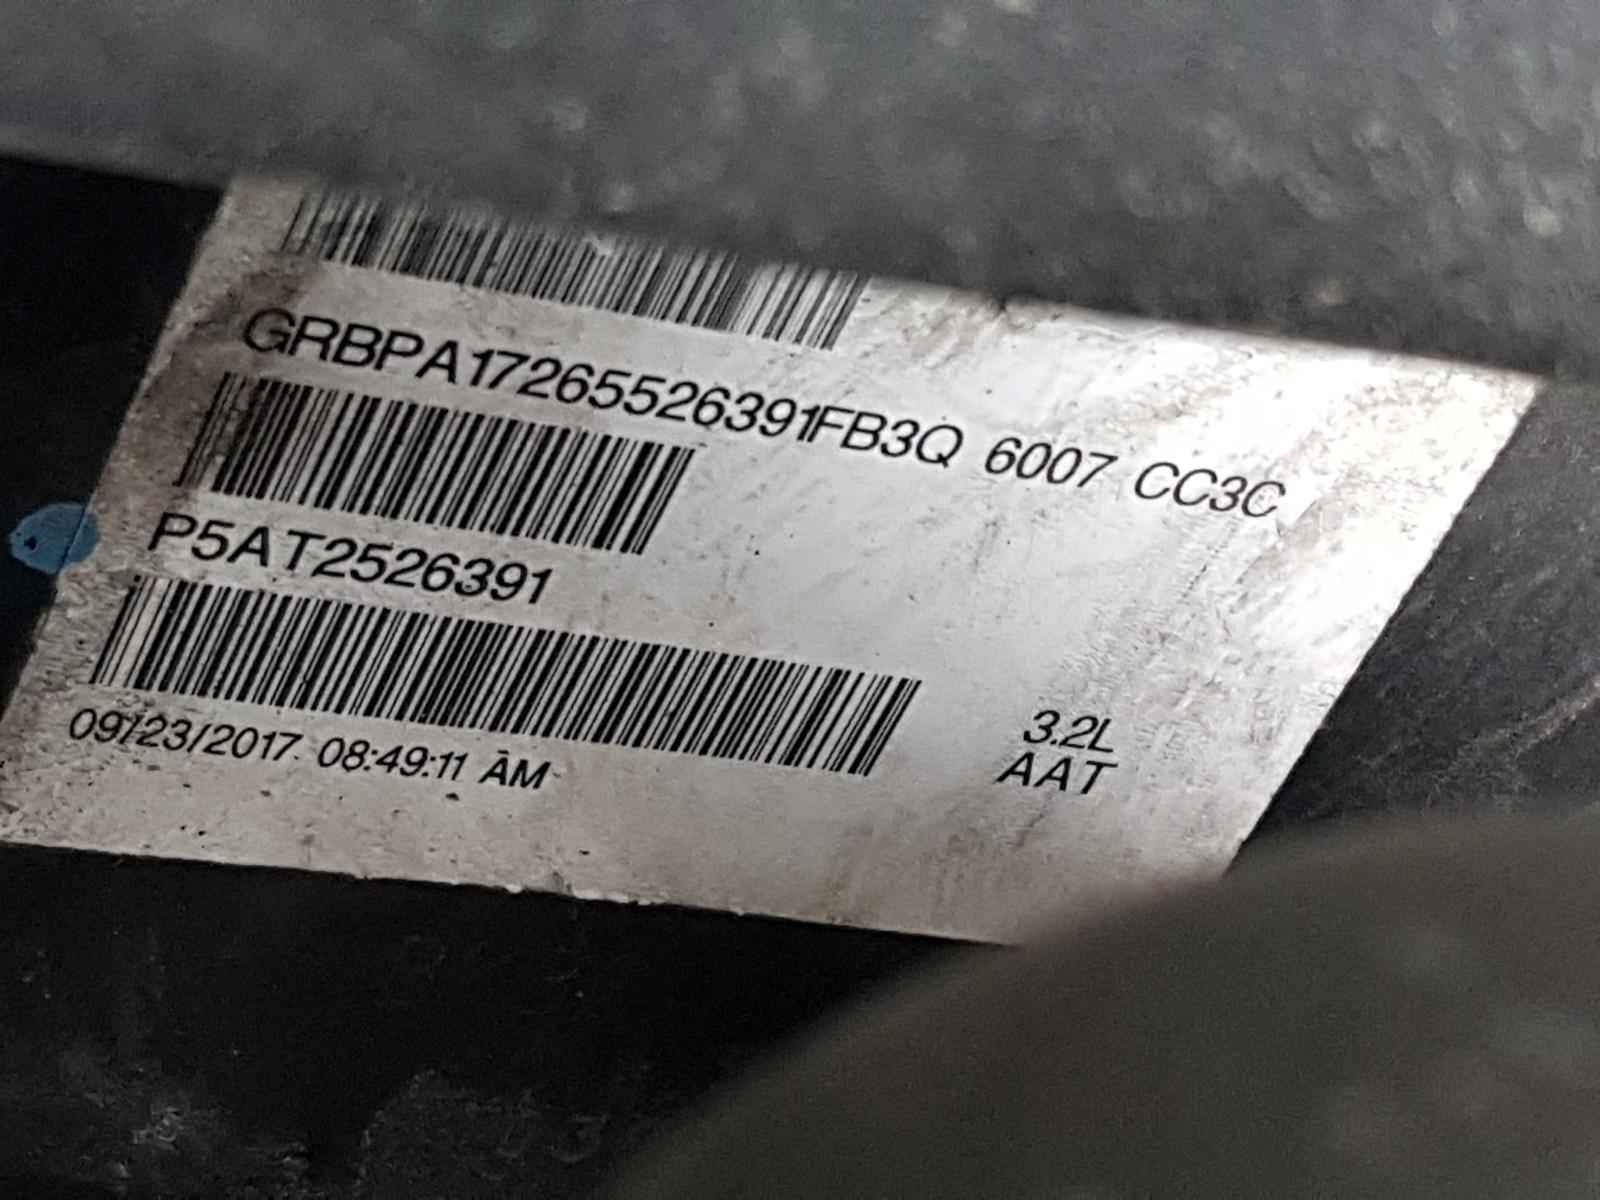 GRBPA17265526391FB3Q 6007 CC3C
P5AT2526391
09/23/2017 08:49:11 AM
3.2L
AAT